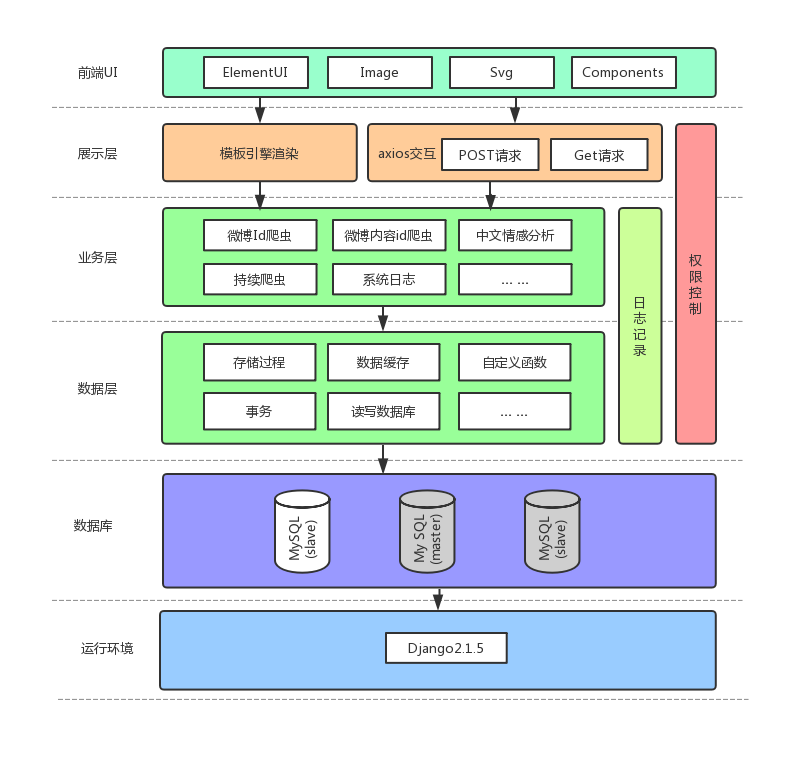 前端UI
ElementUI
Image
Svg
Components
展示层
模板引擎渲染
axios交互
POST请求
Get请求
业务层
微博Id爬虫
微博内容id爬虫
中文情感分析
持续爬虫
系统日志
... ...
日志记录
权限控制
数据层
存储过程
数据缓存
自定义函数
事务
读写数据库
... ...
数据库
MySQL
(slave)
My SQL
(master)
MySQL
(slave)
运行环境
Django2.1.5